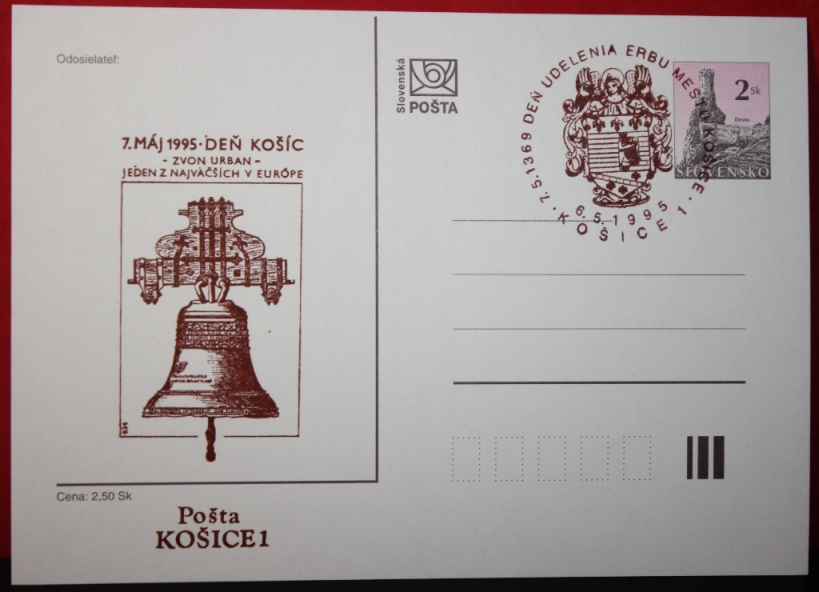 Odosielateľ:
7. MÁJ 1995 · DEŇ KOŠÍC
- ZVON URBAN -
JEDEN Z NAJVÄČŠÍCH V EURÓPE
Cena: 2,50 Sk
Pošta
KOŠICE 1
Slovenská
POŠTA
· 7.5.1369 DEŇ UDELENIA ERBU MESTU KOŠICE ·
6.5.1995
KOŠICE 1
2 Sk
Devín
SLOVENSKO